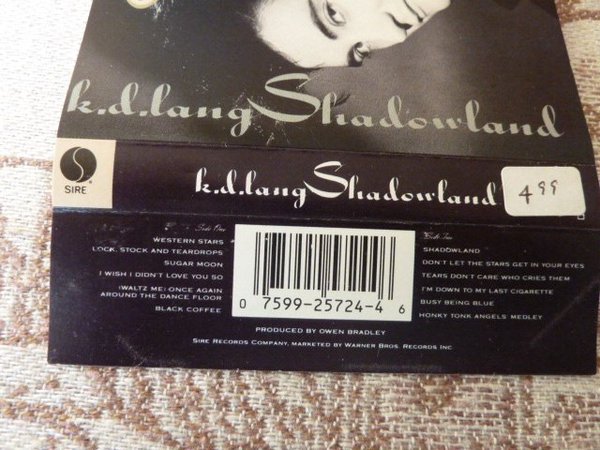 k.d.lang Shadowland
SIRE
k.d.lang Shadowland
4 99
Side One
WESTERN STARS
LOCK, STOCK AND TEARDROPS
SUGAR MOON
I WISH I DIDN'T LOVE YOU SO
(WALTZ ME) ONCE AGAIN
AROUND THE DANCE FLOOR
BLACK COFFEE
0 7599-25724-4 6
Side Two
SHADOWLAND
DON'T LET THE STARS GET IN YOUR EYES
TEARS DON'T CARE WHO CRIES THEM
I'M DOWN TO MY LAST CIGARETTE
BUSY BEING BLUE
HONKY TONK ANGELS' MEDLEY
PRODUCED BY OWEN BRADLEY
SIRE RECORDS COMPANY, MARKETED BY WARNER BROS. RECORDS INC